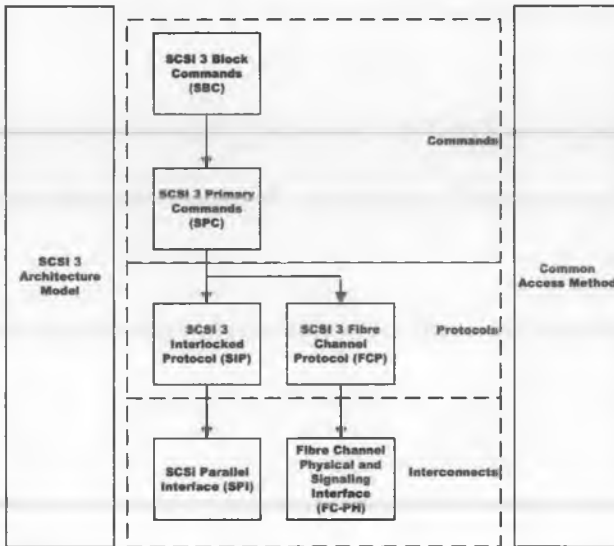 SCSI 3 Block
Commands
(SBC)
Commands
SCSI 3 Primary
Commands
(SPC)
SCSI 3
Architecture
Model
Common
Access Method
SCSI 3
Interlocked
Protocol (SIP)
SCSI 3 Fibre
Channel
Protocol (FCP)
Protocols
SCSI Parallel
Interface (SPI)
Fibre Channel
Physical and
Signaling
Interface
(FC-PH)
Interconnects